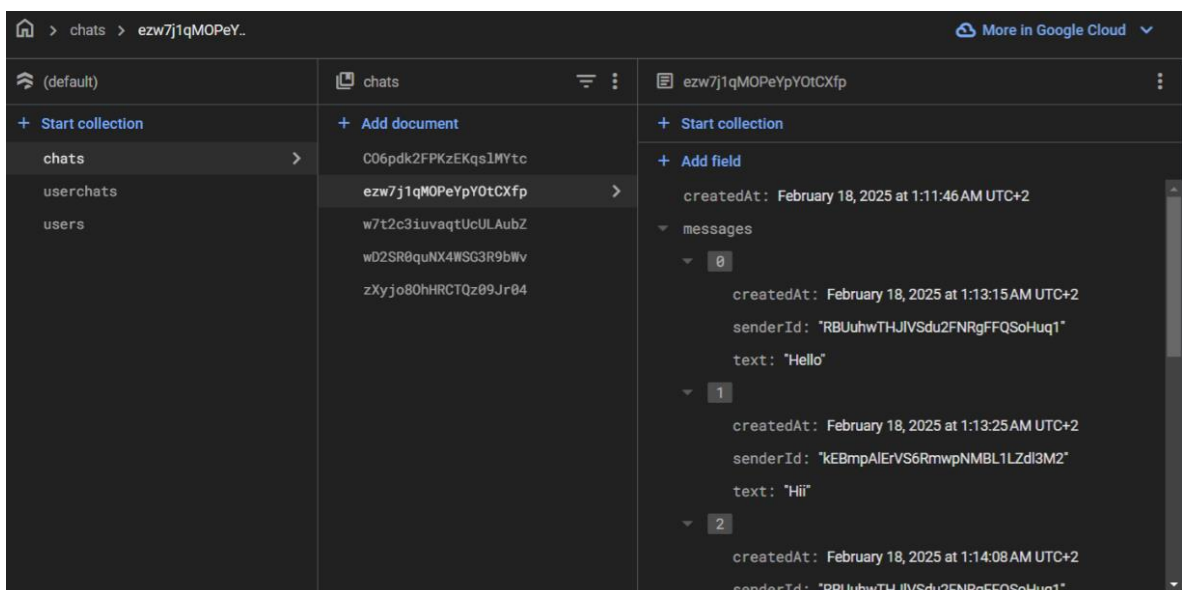 chats > ezw7j1qMOPeY..
More in Google Cloud
(default)
chats
ezw7j1qMOPeYpYOtCXfp
+ Start collection
+ Add document
+ Start collection
chats
userchats
users
CO6pdk2FPKzEKqslMYtc
ezw7j1qMOPeYpYOtCXfp
w7t2c3iuvaqtUcULAubZ
wD2SR0quNX4WSG3R9bWv
zXyjo8OhHRCTQz09Jr04
+ Add field
createdAt: February 18, 2025 at 1:11:46 AM UTC+2
messages
0
createdAt: February 18, 2025 at 1:13:15 AM UTC+2
senderId: "RBUuhwTHJlVSdu2FNRgFFQSoHuq1"
text: "Hello"
1
createdAt: February 18, 2025 at 1:13:25 AM UTC+2
senderId: "kEBmpAlErVS6RmwpNMBL1LZdl3M2"
text: "Hii"
2
createdAt: February 18, 2025 at 1:14:08 AM UTC+2
senderId: "RBUuhwTHJlVSdu2FNRgFFQSoHuq1"